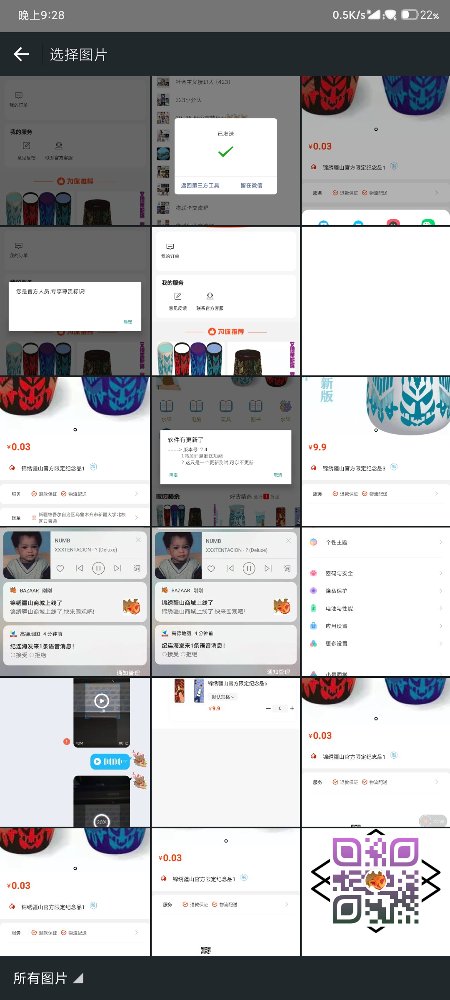 晚上9:28
0.5K/s
22%
选择图片
我的订单
我的服务
意见反馈 联系官方客服
为你推荐
社会主义接班人 (423)
223小分队
20-35 俄语言特色班
已发送
返回第三方工具 留在微信
物联卡交流群
¥0.03
锦绣疆山官方限定纪念品1
服务 退款保证 物流配送
我的订单
您是官方人员,专享尊贵标识!
确定
为你推荐
我的订单
我的服务
意见反馈 联系官方客服
为你推荐
艾德莱斯杯
¥0.03
锦绣疆山官方限定纪念品1
服务 退款保证 物流配送
送至 新疆维吾尔自治区乌鲁木齐市新疆大学北校
区云易通
水果 电脑 玩具 图书 水果
软件有更新了
====> 版本号: 2.4
1.添加消息推送功能
2.这只是一个更新测试,可以不更新
确定 取消
限时秒杀 好货精选 全场1折起
新版
¥9.9
锦绣疆山官方限定纪念品3
服务 退款保证 物流配送
NUMB
XXXTENTACION - ? (Deluxe)
词
BAZAAR 刚刚
锦绣疆山商城上线了
锦绣疆山商城上线了,快来围观吧!
高德地图 4 分钟前
纪连海发来1条语音消息!
○接受 ○拒绝
通知管理
NUMB
XXXTENTACION - ? (Deluxe)
词
BAZAAR 刚刚
锦绣疆山商城上线了
锦绣疆山商城上线了,快来围观吧!
高德地图 4 分钟前
纪连海发来1条语音消息!
○接受 ○拒绝
通知管理
个性主题
密码与安全
隐私保护
电池与性能
应用设置
更多设置
小爱同学
48M 00:12
9"
20%
锦绣疆山官方限定纪念品5
默认规格
¥9.9
0
¥0.03
锦绣疆山官方限定纪念品1
服务 退款保证 物流配送
00:38
¥0.03
锦绣疆山官方限定纪念品1
服务 退款保证 物流配送
¥0.03
锦绣疆山官方限定纪念品1
服务 退款保证 物流配送
所有图片